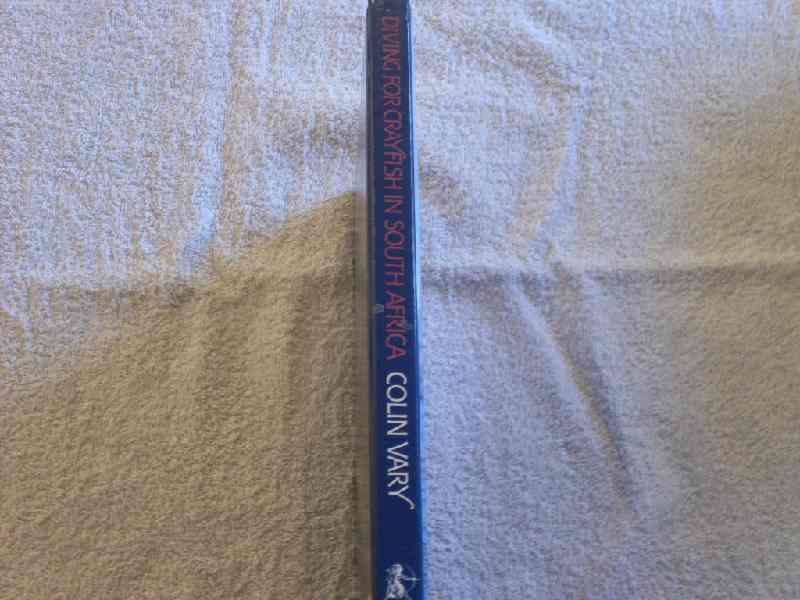 DIVING FOR CRAYFISH IN SOUTH AFRICA COLIN VARY